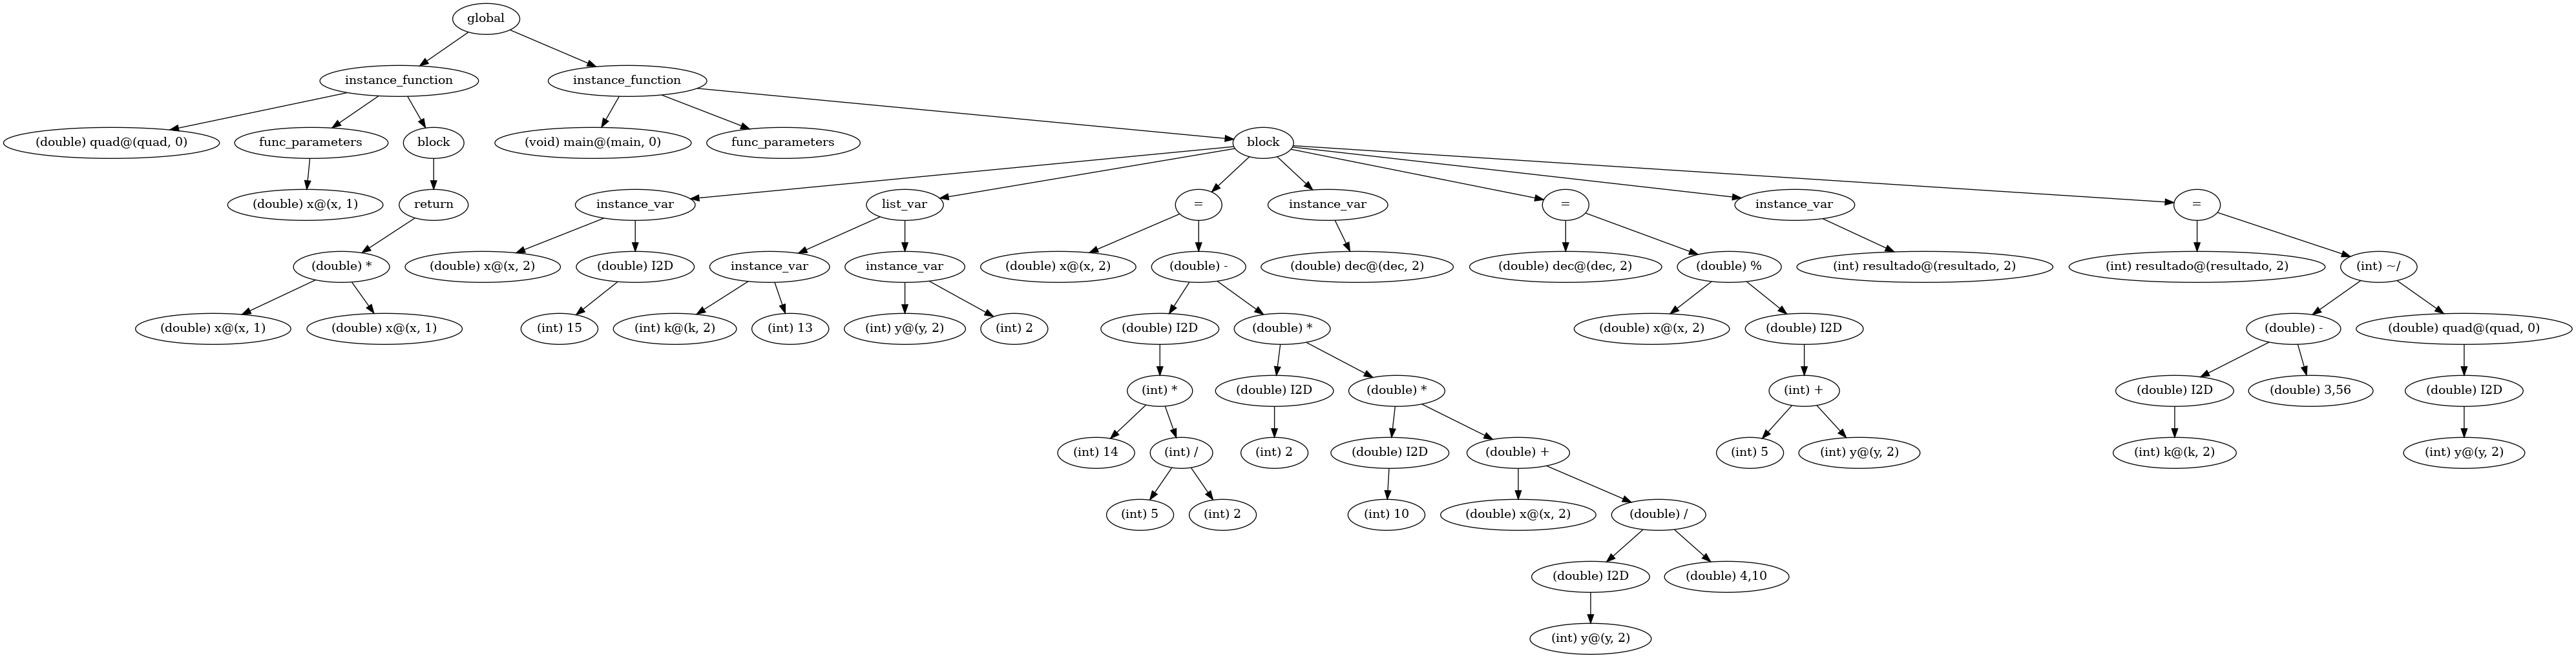 global
instance_function
instance_function
(double) quad@(quad, 0)
func_parameters
block
(void) main@(main, 0)
func_parameters
block
(double) x@(x, 1)
return
instance_var
list_var
=
instance_var
=
instance_var
=
(double) *
(double) x@(x, 2)
(double) I2D
instance_var
instance_var
(double) x@(x, 2)
(double) -
(double) dec@(dec, 2)
(double) dec@(dec, 2)
(double) %
(int) resultado@(resultado, 2)
(int) resultado@(resultado, 2)
(int) ~/
(double) x@(x, 1)
(double) x@(x, 1)
(int) 15
(int) k@(k, 2)
(int) 13
(int) y@(y, 2)
(int) 2
(double) I2D
(double) *
(double) x@(x, 2)
(double) I2D
(double) -
(double) quad@(quad, 0)
(int) *
(double) I2D
(double) *
(int) +
(double) I2D
(double) 3,56
(double) I2D
(int) 14
(int) /
(int) 2
(double) I2D
(double) +
(int) 5
(int) y@(y, 2)
(int) k@(k, 2)
(int) y@(y, 2)
(int) 5
(int) 2
(int) 10
(double) x@(x, 2)
(double) /
(double) I2D
(double) 4,10
(int) y@(y, 2)